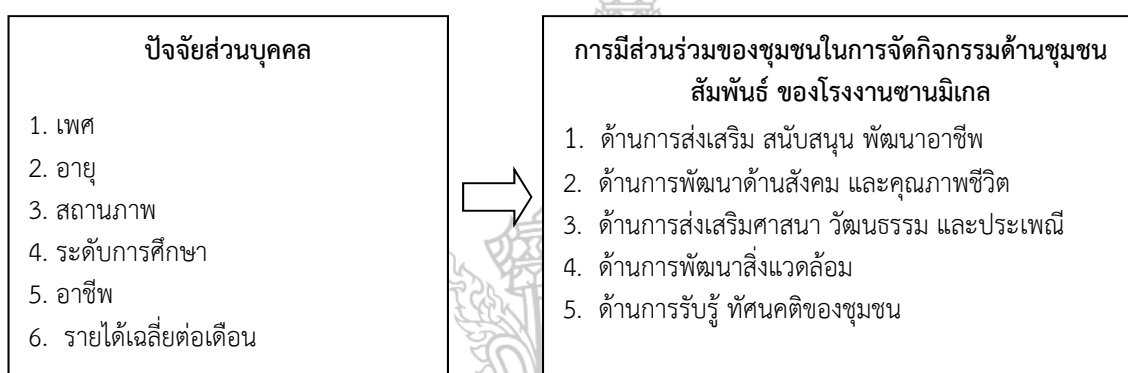 ปัจจัยส่วนบุคคล
1. เพศ
2. อายุ
3. สถานภาพ
4. ระดับการศึกษา
5. อาชีพ
6. รายได้เฉลี่ยต่อเดือน
การมีส่วนร่วมของชุมชนในการจัดกิจกรรมด้านชุมชน
สัมพันธ์ ของโรงงานซานมิเกล
1. ด้านการส่งเสริม สนับสนุน พัฒนาอาชีพ
2. ด้านการพัฒนาด้านสังคม และคุณภาพชีวิต
3. ด้านการส่งเสริมศาสนา วัฒนธรรม และประเพณี
4. ด้านการพัฒนาสิ่งแวดล้อม
5. ด้านการรับรู้ ทัศนคติของชุมชน